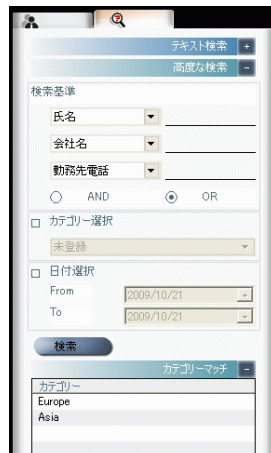 テキスト検索 +
高度な検索 -
検索基準
氏名
会社名
勤務先電話
AND OR
カテゴリー選択
未登録
日付選択
From 2009/10/21
To 2009/10/21
検索
カテゴリーマッチ -
カテゴリー
Europe
Asia